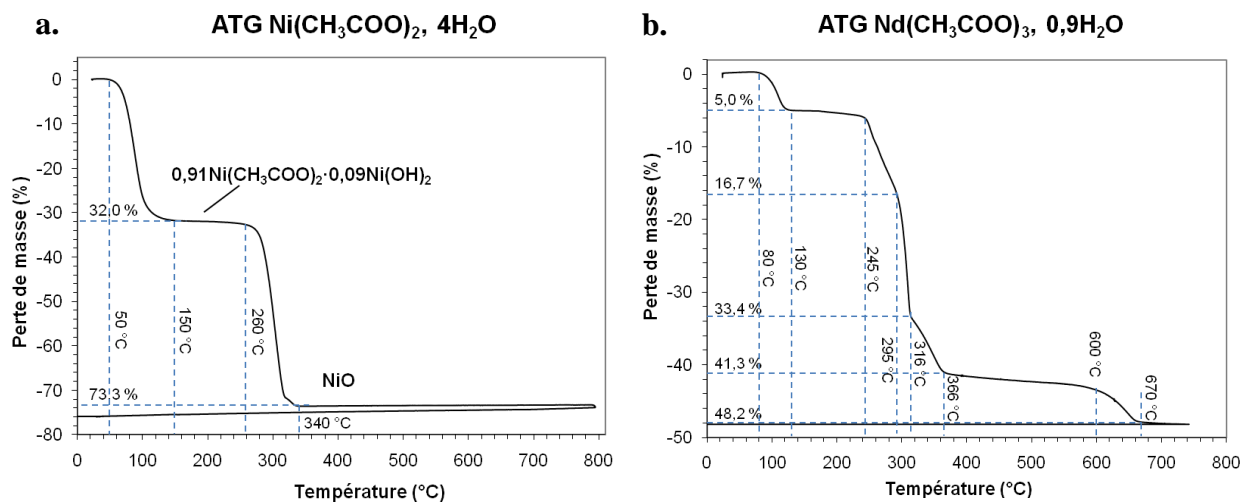 a.
ATG Ni(CH₃COO)₂, 4H₂O
Perte de masse (%)
0
-10
-20
-30
-40
-50
-60
-70
-80
32.0 %
73.3 %
0,91Ni(CH₃COO)₂·0,09Ni(OH)₂
50 °C
150 °C
260 °C
NiO
340 °C
0 100 200 300 400 500 600 700 800
Température (°C)
b.
ATG Nd(CH₃COO)₃, 0,9H₂O
Perte de masse (%)
0
-10
-20
-30
-40
-50
5,0 %
16,7 %
33,4 %
41,3 %
48,2 %
80 °C
130 °C
245 °C
295 °C
316 °C
366 °C
600 °C
670 °C
0 100 200 300 400 500 600 700 800
Température (°C)